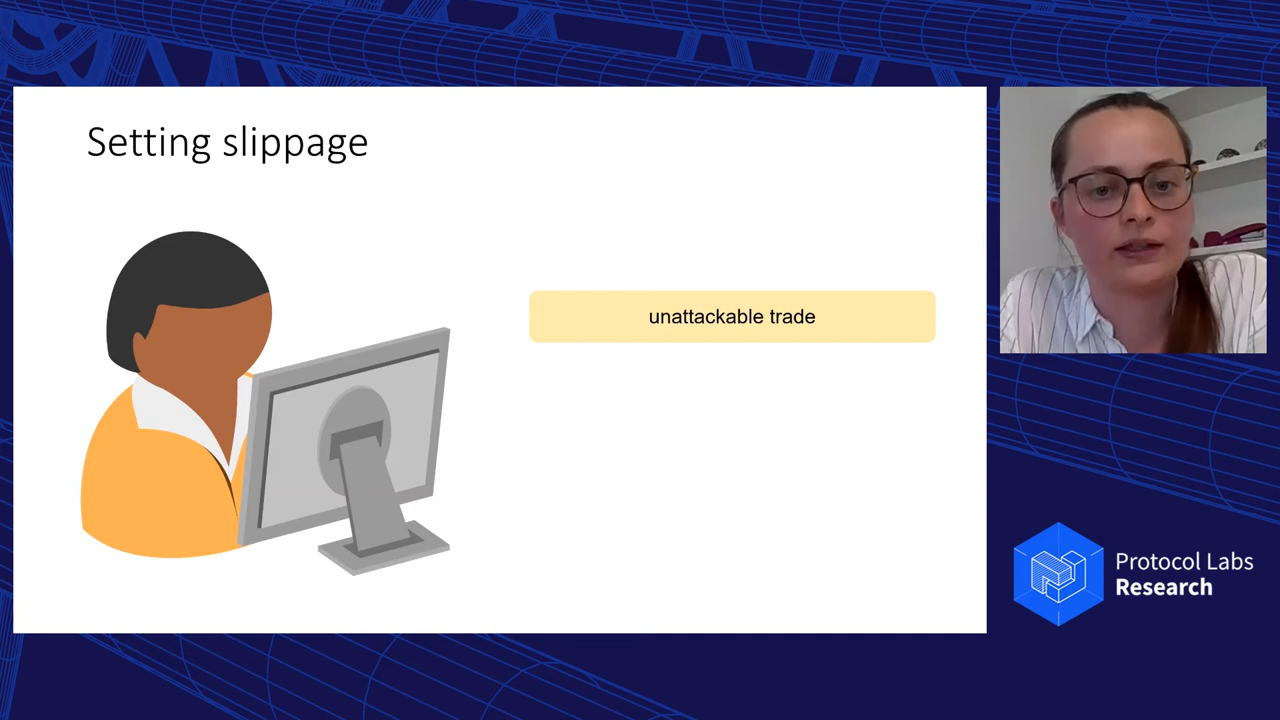 Setting slippage
unattackable trade
Protocol Labs
Research